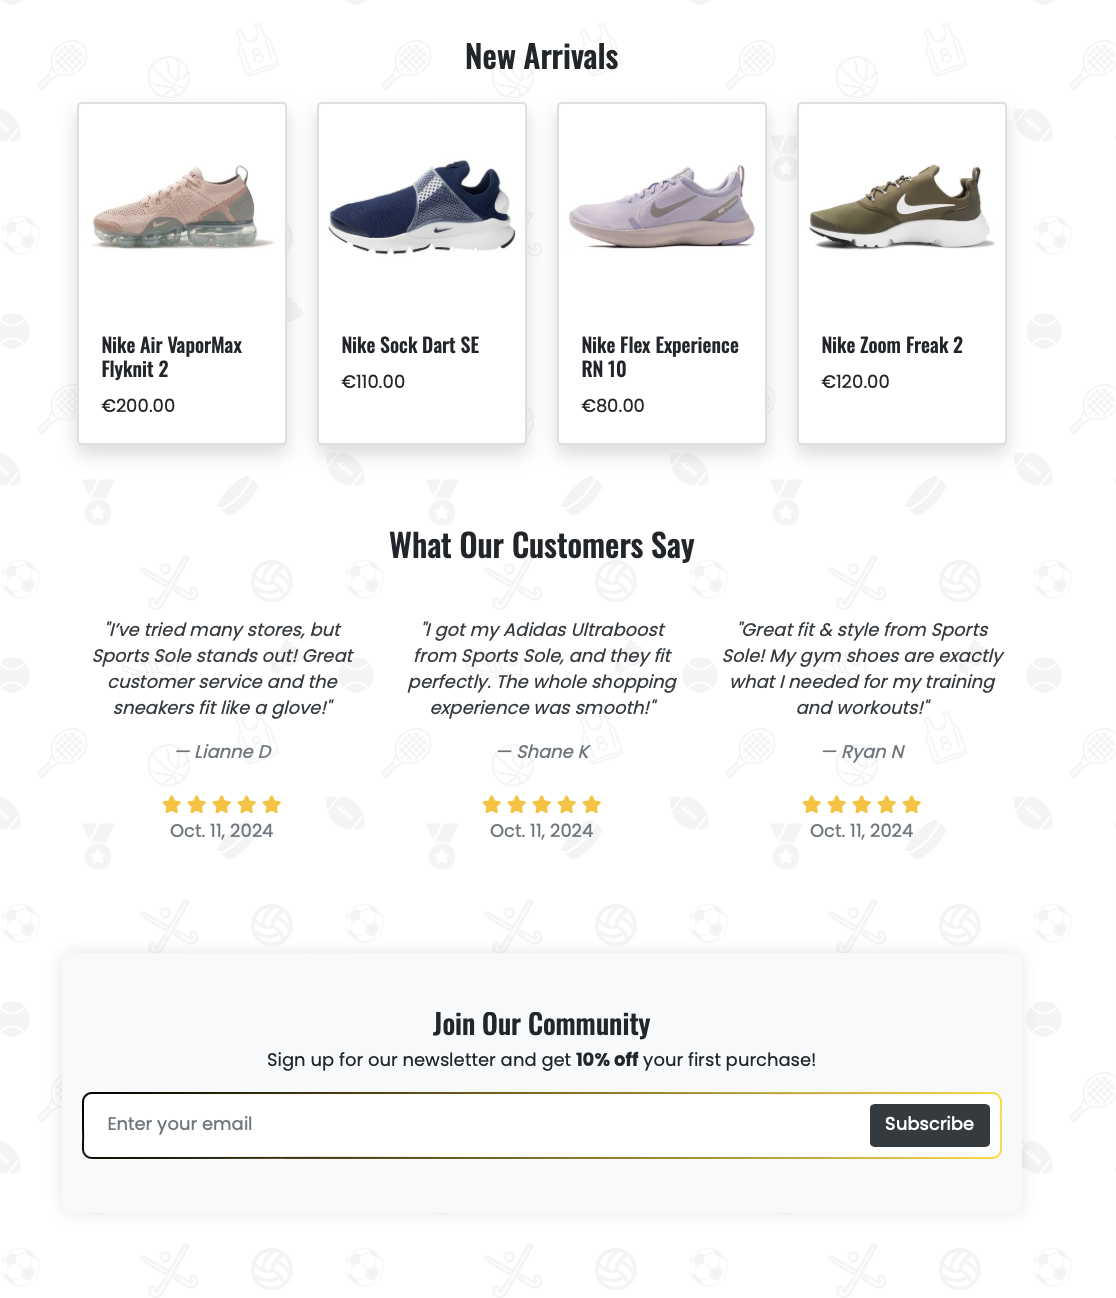 New Arrivals
Nike Air VaporMax
Flyknit 2
€200.00
Nike Sock Dart SE
€110.00
Nike Flex Experience
RN 10
€80.00
Nike Zoom Freak 2
€120.00
What Our Customers Say
"I’ve tried many stores, but
Sports Sole stands out! Great
customer service and the
sneakers fit like a glove!"
— Lianne D
Oct. 11, 2024
"I got my Adidas Ultraboost
from Sports Sole, and they fit
perfectly. The whole shopping
experience was smooth!"
— Shane K
Oct. 11, 2024
"Great fit & style from Sports
Sole! My gym shoes are exactly
what I needed for my training
and workouts!"
— Ryan N
Oct. 11, 2024
Join Our Community
Sign up for our newsletter and get 10% off your first purchase!
Enter your email
Subscribe